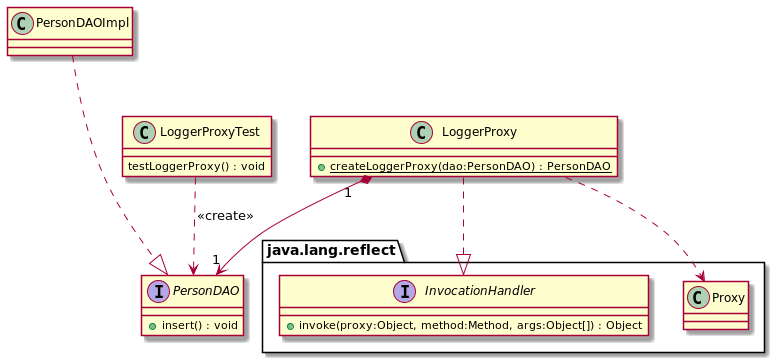 C PersonDAOImpl
C LoggerProxyTest
testLoggerProxy() : void
C LoggerProxy
createLoggerProxy(dao:PersonDAO) : PersonDAO
1
«create»
1
java.lang.reflect
I PersonDAO
insert() : void
I InvocationHandler
invoke(proxy:Object, method:Method, args:Object[]) : Object
C Proxy